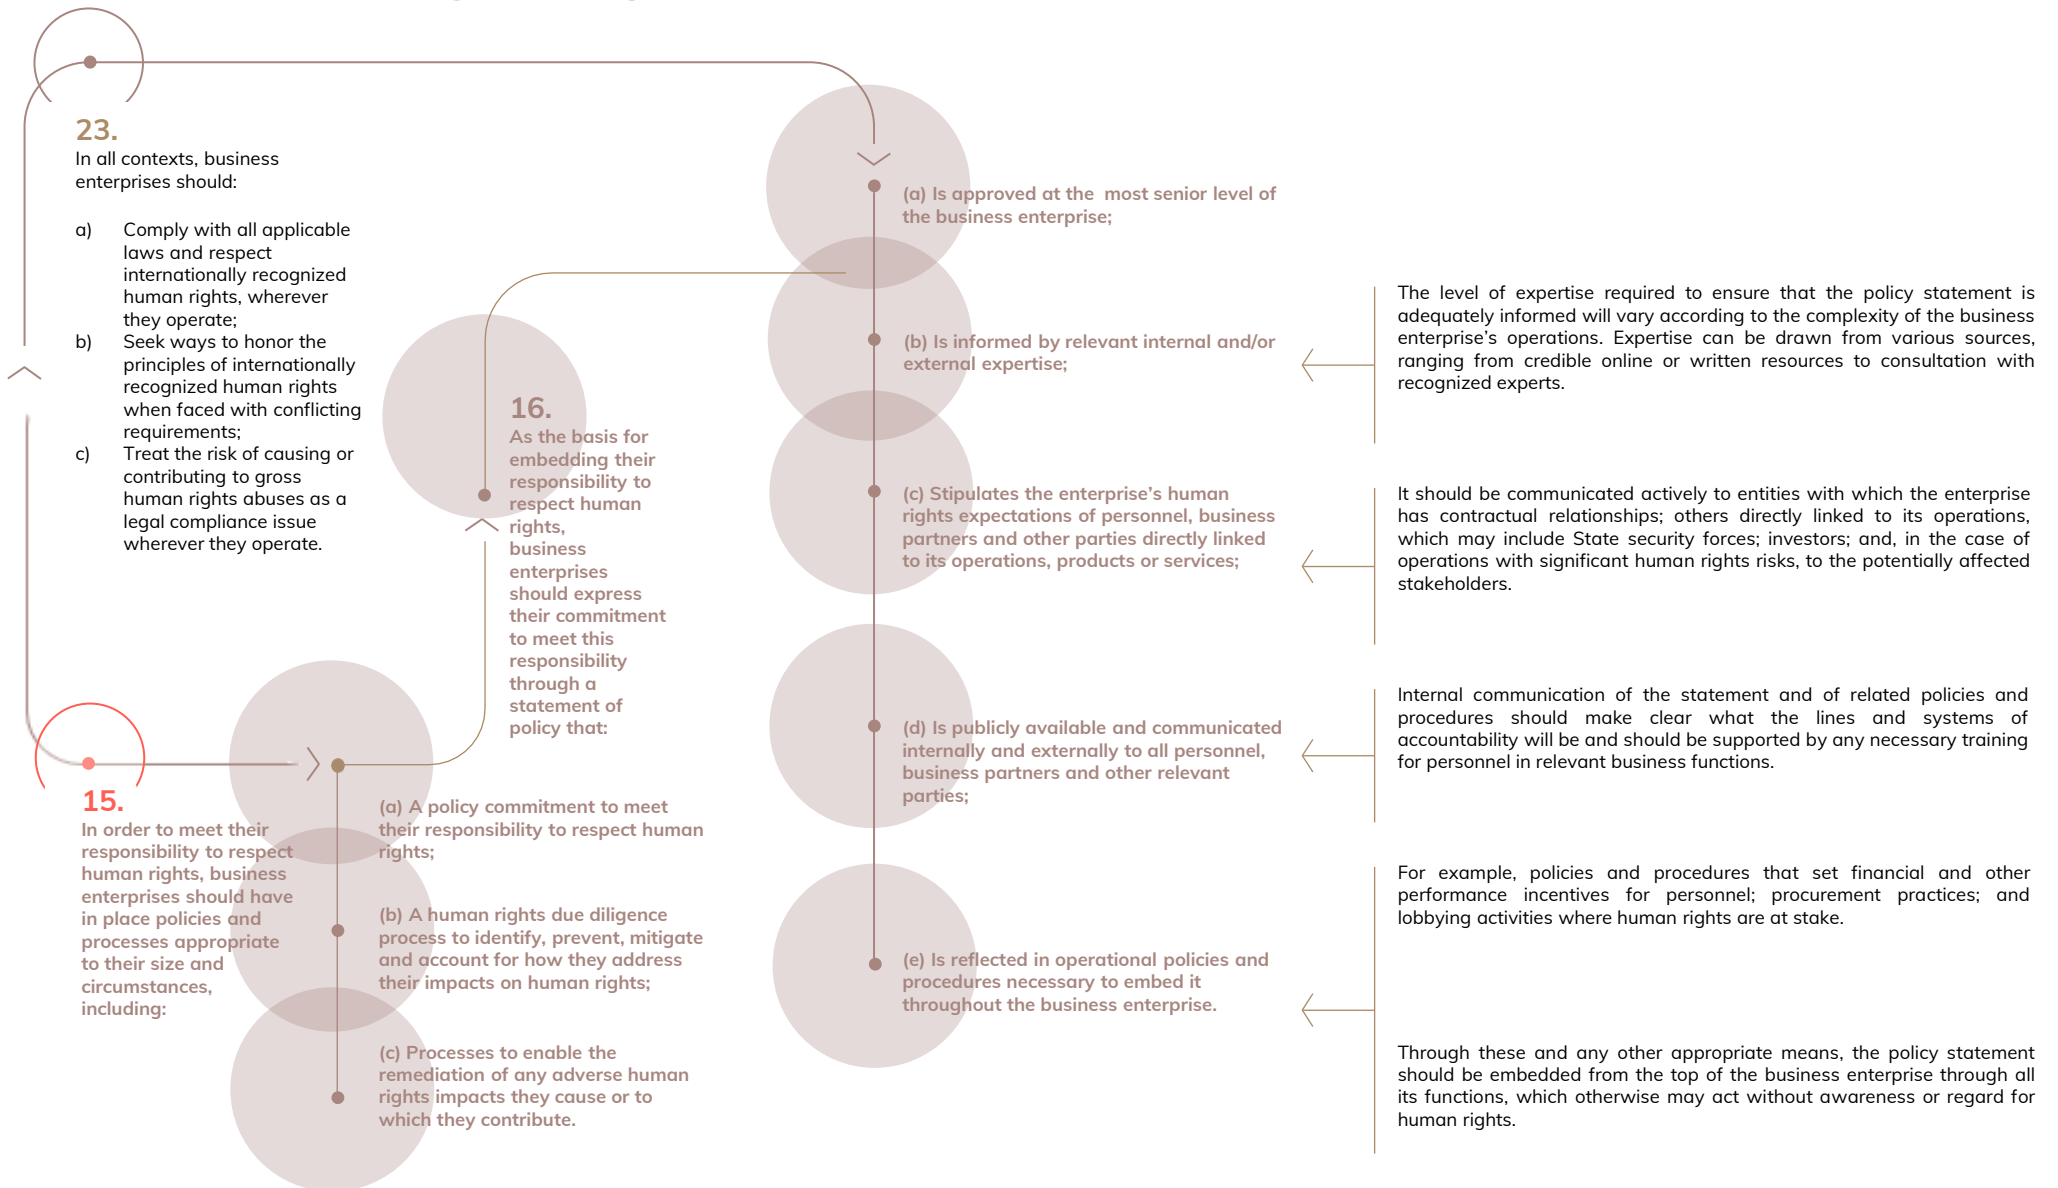 23.
In all contexts, business
enterprises should:
a) Comply with all applicable
laws and respect
internationally recognized
human rights, wherever
they operate;
b) Seek ways to honor the
principles of internationally
recognized human rights
when faced with conflicting
requirements;
c) Treat the risk of causing or
contributing to gross
human rights abuses as a
legal compliance issue
wherever they operate.
15.
In order to meet their
responsibility to respect
human rights, business
enterprises should have
in place policies and
processes appropriate
to their size and
circumstances,
including:
(a) A policy commitment to meet
their responsibility to respect human
rights;
(b) A human rights due diligence
process to identify, prevent, mitigate
and account for how they address
their impacts on human rights;
(c) Processes to enable the
remediation of any adverse human
rights impacts they cause or to
which they contribute.
16.
As the basis for
embedding their
responsibility to
respect human
rights,
business
enterprises
should express
their commitment
to meet this
responsibility
through a
statement of
policy that:
(a) Is approved at the most senior level of
the business enterprise;
(b) Is informed by relevant internal and/or
external expertise;
The level of expertise required to ensure that the policy statement is
adequately informed will vary according to the complexity of the business
enterprise's operations. Expertise can be drawn from various sources,
ranging from credible online or written resources to consultation with
recognized experts.
(c) Stipulates the enterprise's human
rights expectations of personnel, business
partners and other parties directly linked
to its operations, products or services;
It should be communicated actively to entities with which the enterprise
has contractual relationships; others directly linked to its operations,
which may include State security forces; investors; and, in the case of
operations with significant human rights risks, to the potentially affected
stakeholders.
(d) Is publicly available and communicated
internally and externally to all personnel,
business partners and other relevant
parties;
Internal communication of the statement and of related policies and
procedures should make clear what the lines and systems of
accountability will be and should be supported by any necessary training
for personnel in relevant business functions.
(e) Is reflected in operational policies and
procedures necessary to embed it
throughout the business enterprise.
For example, policies and procedures that set financial and other
performance incentives for personnel; procurement practices; and
lobbying activities where human rights are at stake.
Through these and any other appropriate means, the policy statement
should be embedded from the top of the business enterprise through all
its functions, which otherwise may act without awareness or regard for
human rights.